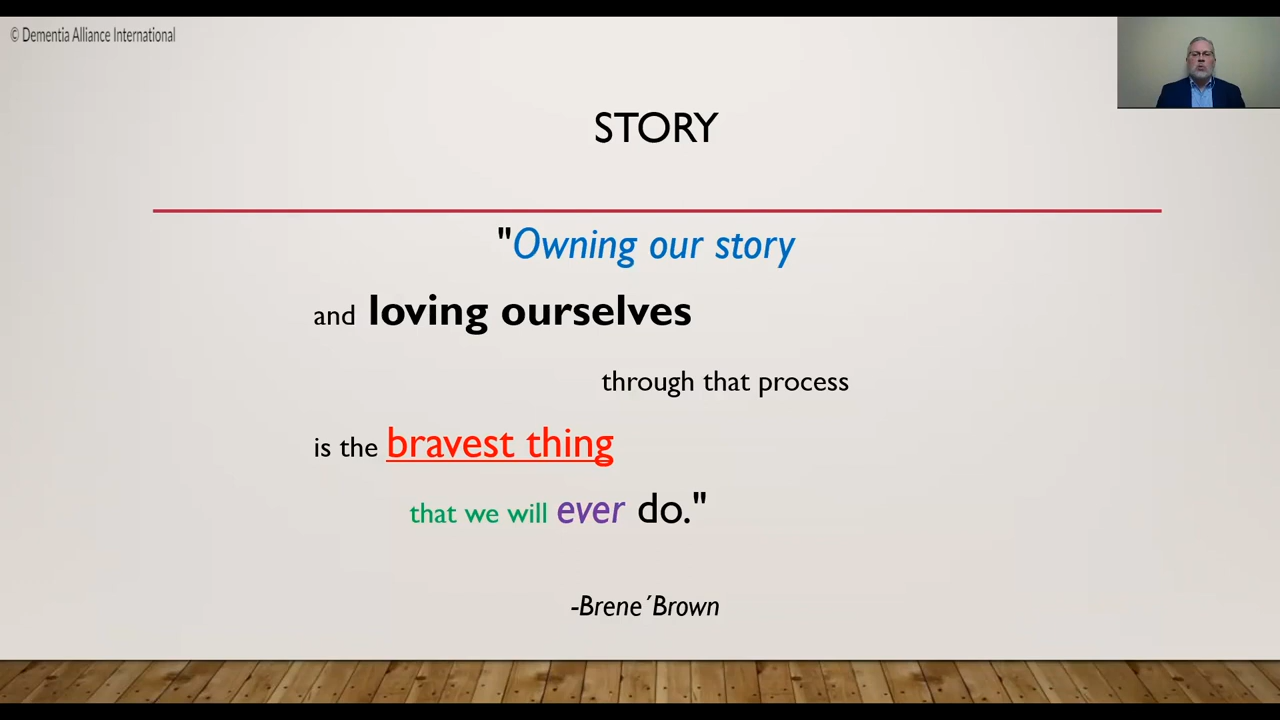 © Dementia Alliance International
STORY
"Owning our story
and loving ourselves
through that process
is the bravest thing
that we will ever do."
-Brene´Brown